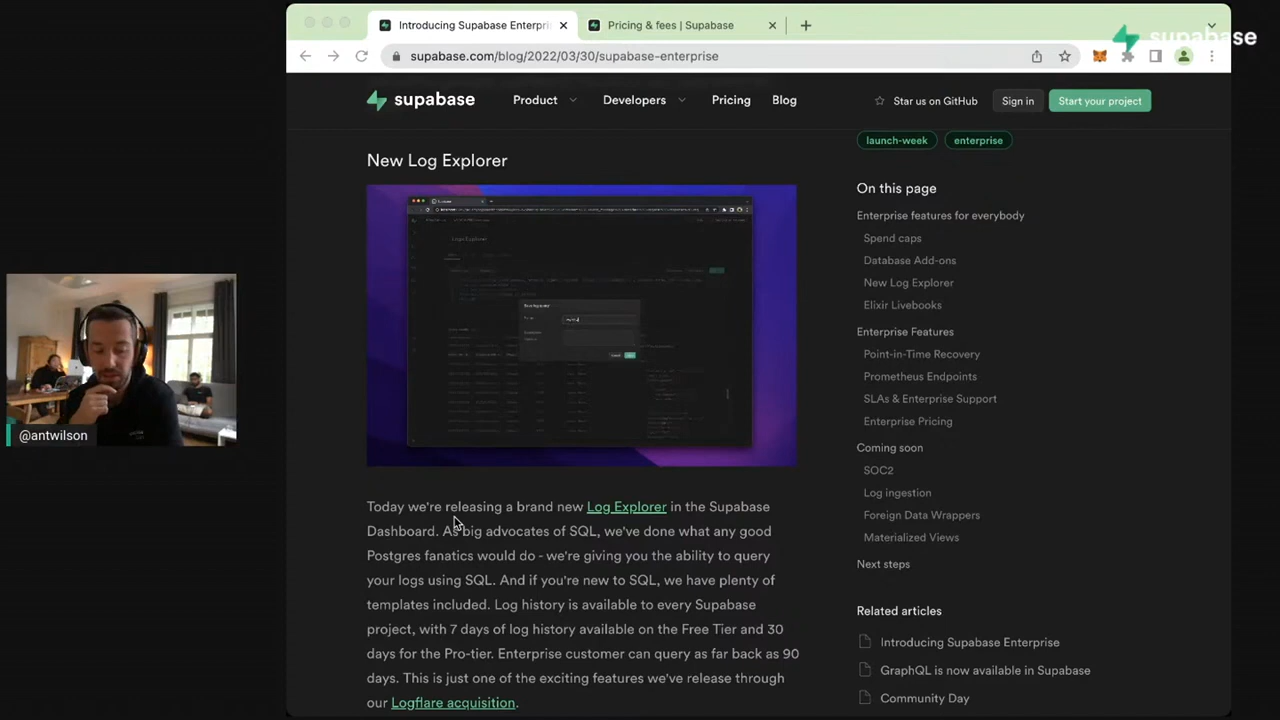 Introducing Supabase Enterpri
Pricing & fees | Supabase
supabase
supabase.com/blog/2022/03/30/supabase-enterprise
supabase
Product
Developers
Pricing
Blog
Star us on GitHub
Sign in
Start your project
launch-week
enterprise
New Log Explorer
On this page
Enterprise features for everybody
Spend caps
Database Add-ons
New Log Explorer
Elixir Livebooks
Enterprise Features
Point-in-Time Recovery
Prometheus Endpoints
SLAs & Enterprise Support
Enterprise Pricing
Coming soon
SOC2
Log ingestion
Foreign Data Wrappers
Materialized Views
Next steps
Related articles
Introducing Supabase Enterprise
GraphQL is now available in Supabase
Community Day
Log Explorer
@antwilson
Today we're releasing a brand new Log Explorer in the Supabase
Dashboard. As big advocates of SQL, we've done what any good
Postgres fanatics would do - we're giving you the ability to query
your logs using SQL. And if you're new to SQL, we have plenty of
templates included. Log history is available to every Supabase
project, with 7 days of log history available on the Free Tier and 30
days for the Pro-tier. Enterprise customer can query as far back as 90
days. This is just one of the exciting features we've release through
our Logflare acquisition.